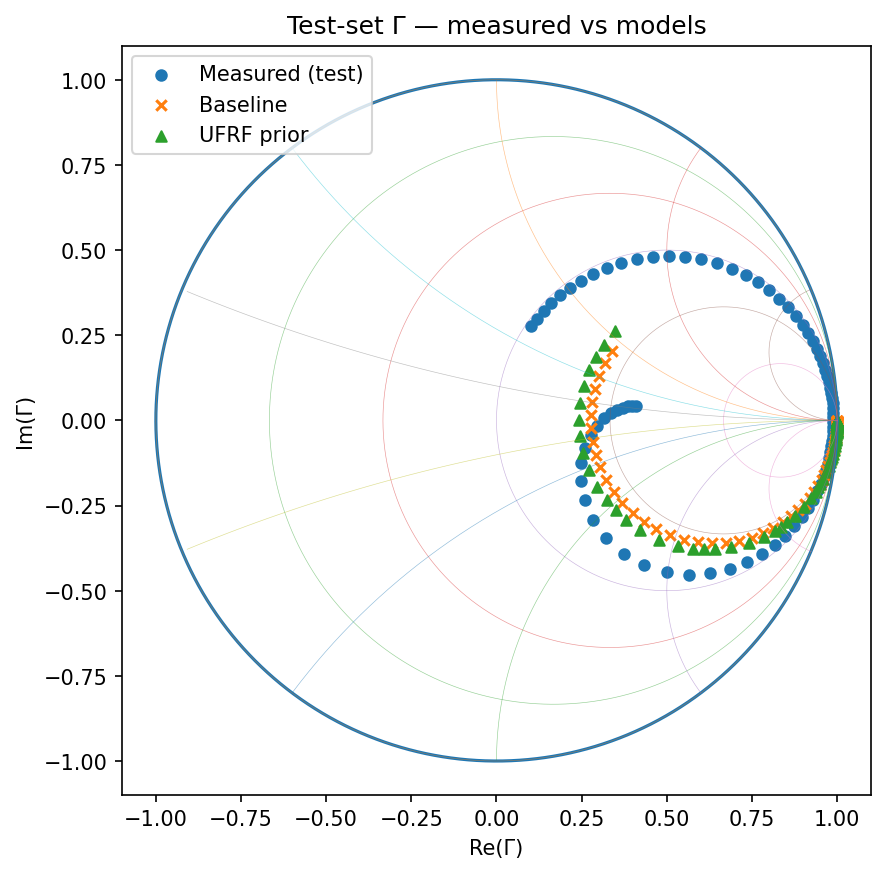 Test-set Γ — measured vs models
Measured (test)
Baseline
UFRF prior
1.00
0.75
0.50
0.25
0.00
−0.25
−0.50
−0.75
−1.00
Im(Γ)
−1.00 −0.75 −0.50 −0.25 0.00 0.25 0.50 0.75 1.00
Re(Γ)